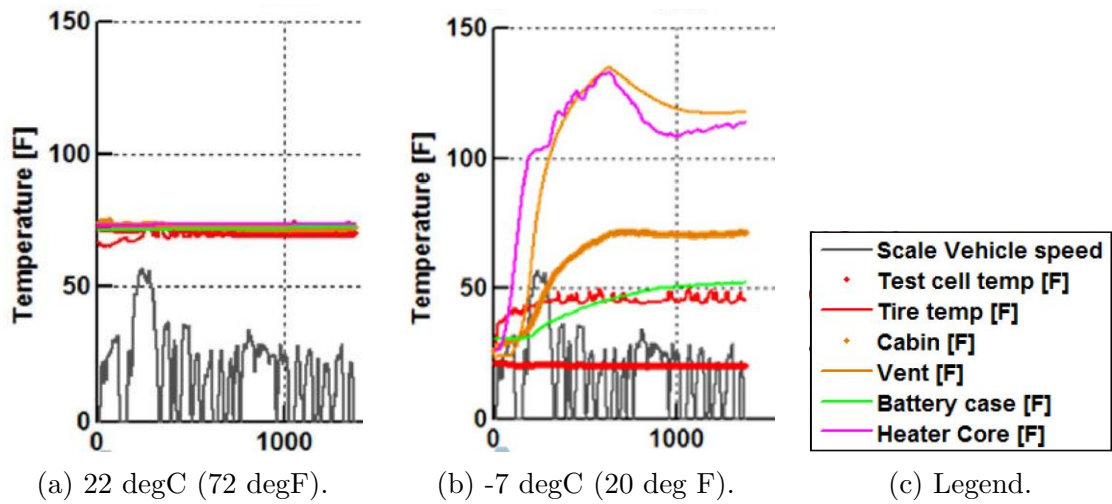 150
100
50
0
Temperature [F]
0
1000
150
100
50
0
Temperature [F]
0
1000
Scale Vehicle speed
Test cell temp [F]
Tire temp [F]
Cabin [F]
Vent [F]
Battery case [F]
Heater Core [F]
(a) 22 degC (72 degF).
(b) -7 degC (20 deg F).
(c) Legend.